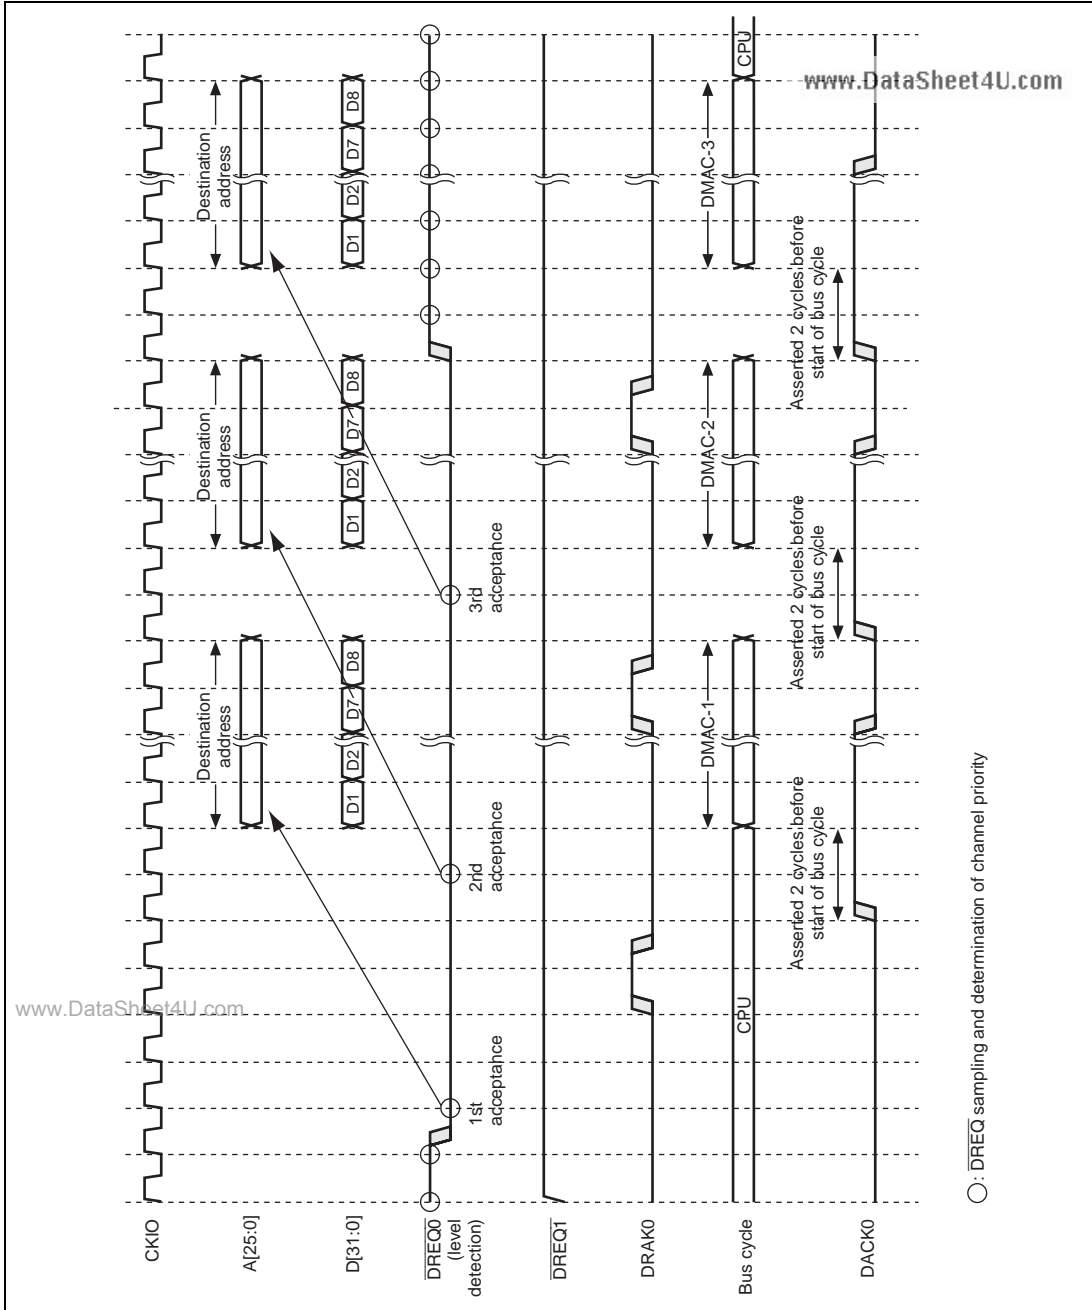 www.DataSheet4U.com
CKIO
A[25:0]
Destination
address
Destination
address
Destination
address
D[31:0]
D1 D2 D7 D8
D1 D2 D7 D8
D1 D2 D7 D8
DREQ0
(level
detection)
1st
acceptance
2nd
acceptance
3rd
acceptance
DREQ1
DRAK0
Bus cycle
CPU
DMAC-1
DMAC-2
DMAC-3
CPU
DACK0
Asserted 2 cycles before
start of bus cycle
Asserted 2 cycles before
start of bus cycle
Asserted 2 cycles before
start of bus cycle
: DREQ sampling and determination of channel priority
www.DataSheet4U.com